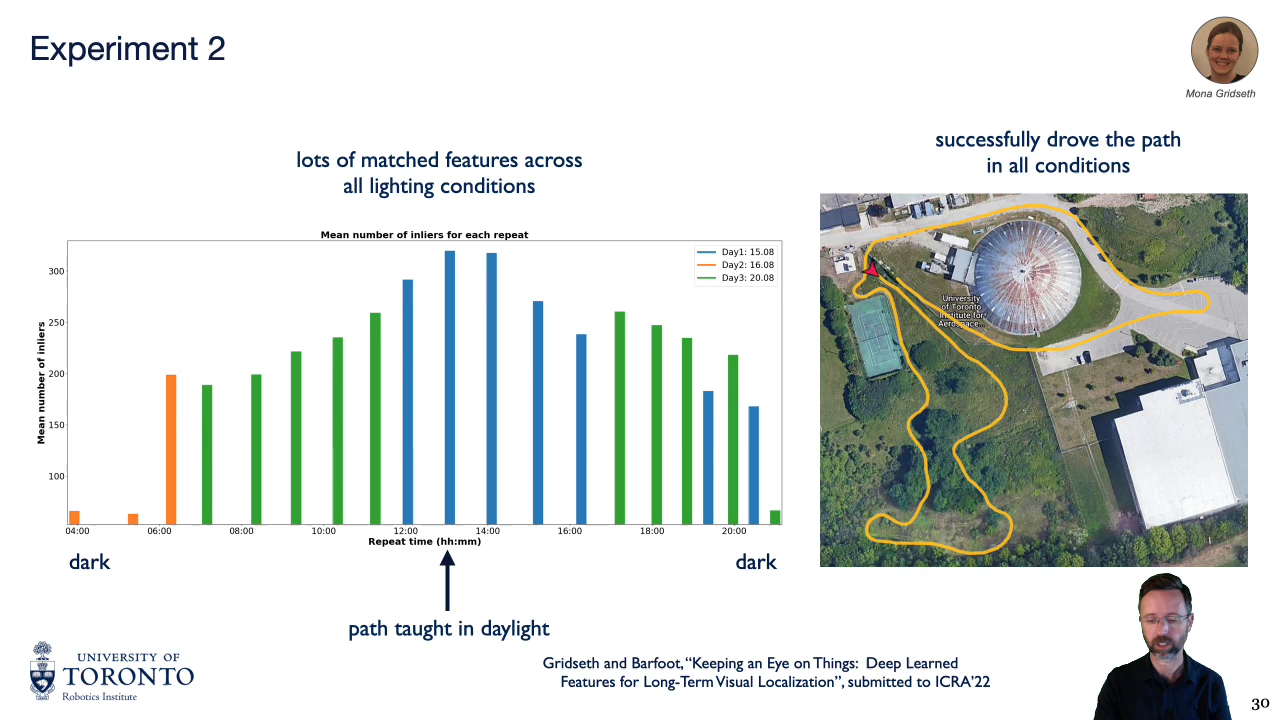 Experiment 2
Mona Gridseth
lots of matched features across
all lighting conditions
successfully drove the path
in all conditions
Mean number of inliers for each repeat
Day1: 15.08
Day2: 16.08
Day3: 20.08
Mean number of inliers
300
250
200
150
100
04:00 06:00 08:00 10:00 12:00 14:00 16:00 18:00 20:00
Repeat time (hh:mm)
dark
dark
path taught in daylight
University
of Toronto
Institute for
Aerospace...
UNIVERSITY OF
TORONTO
Robotics Institute
Gridseth and Barfoot, “Keeping an Eye on Things: Deep Learned
Features for Long-Term Visual Localization”, submitted to ICRA’22
30